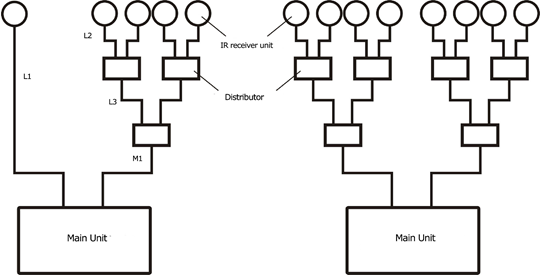 L2
IR receiver unit
L1
Distributor
L3
M1
Main Unit
Main Unit